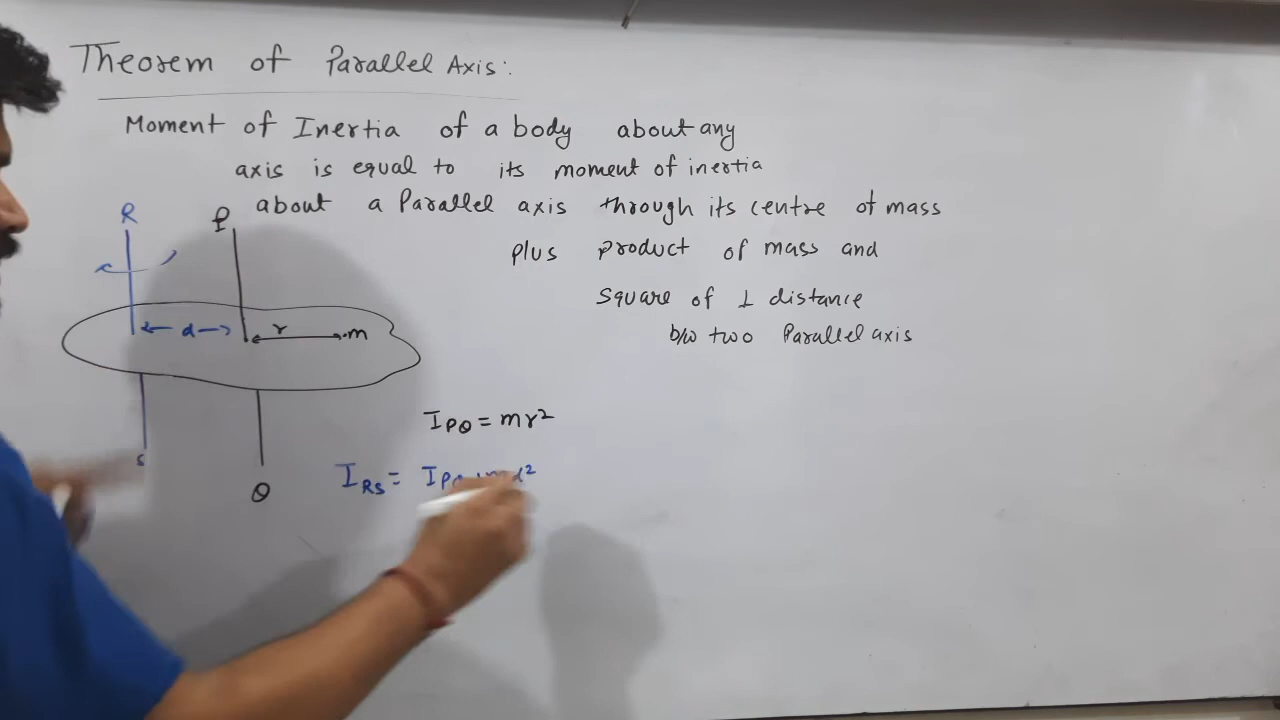 Theorem of Parallel Axis:
Moment of Inertia of a body about any
axis is equal to its moment of inertia
about a Parallel axis through its centre of mass
plus product of mass and
Square of ⊥ distance
b/w two Parallel axis
R
P
d
r
m
S
Q
I_PQ = mr²
I_RS =